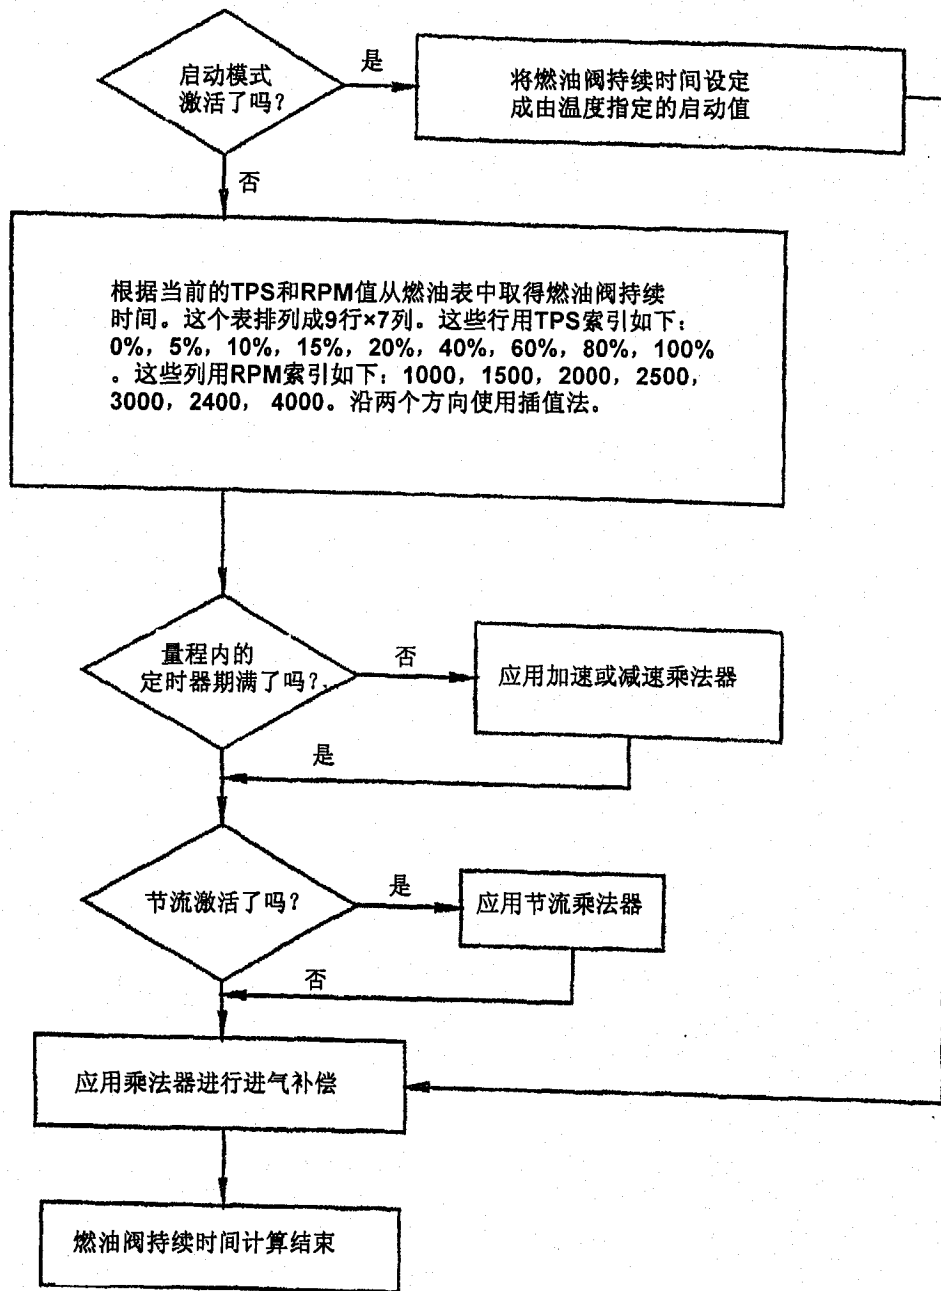 启动模式
激活了吗？
是
将燃油阀持续时间设定
成由温度指定的启动值
否
根据当前的TPS和RPM值从燃油表中取得燃油阀持续
时间。这个表排列成9行×7列。这些行用TPS索引如下：
0%，5%，10%，15%，20%，40%，60%，80%，100%
。这些列用RPM索引如下：1000，1500，2000，2500，
3000，2400， 4000。沿两个方向使用插值法。
量程内的
定时器期满了吗？
否
应用加速或减速乘法器
是
节流激活了吗？
是
应用节流乘法器
否
应用乘法器进行进气补偿
燃油阀持续时间计算结束